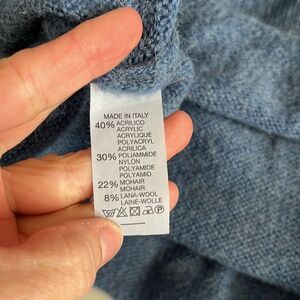 MADE IN ITALY
40% ACRILICO
ACRYLIC
ACRYLIQUE
POLYACRYL
ACRILICA
30% POLIAMMIDE
NYLON
POLYAMIDE
POLYAMID
22% MOHAIR
MOHAIR
8% LANA-WOOL
LAINE-WOLLE